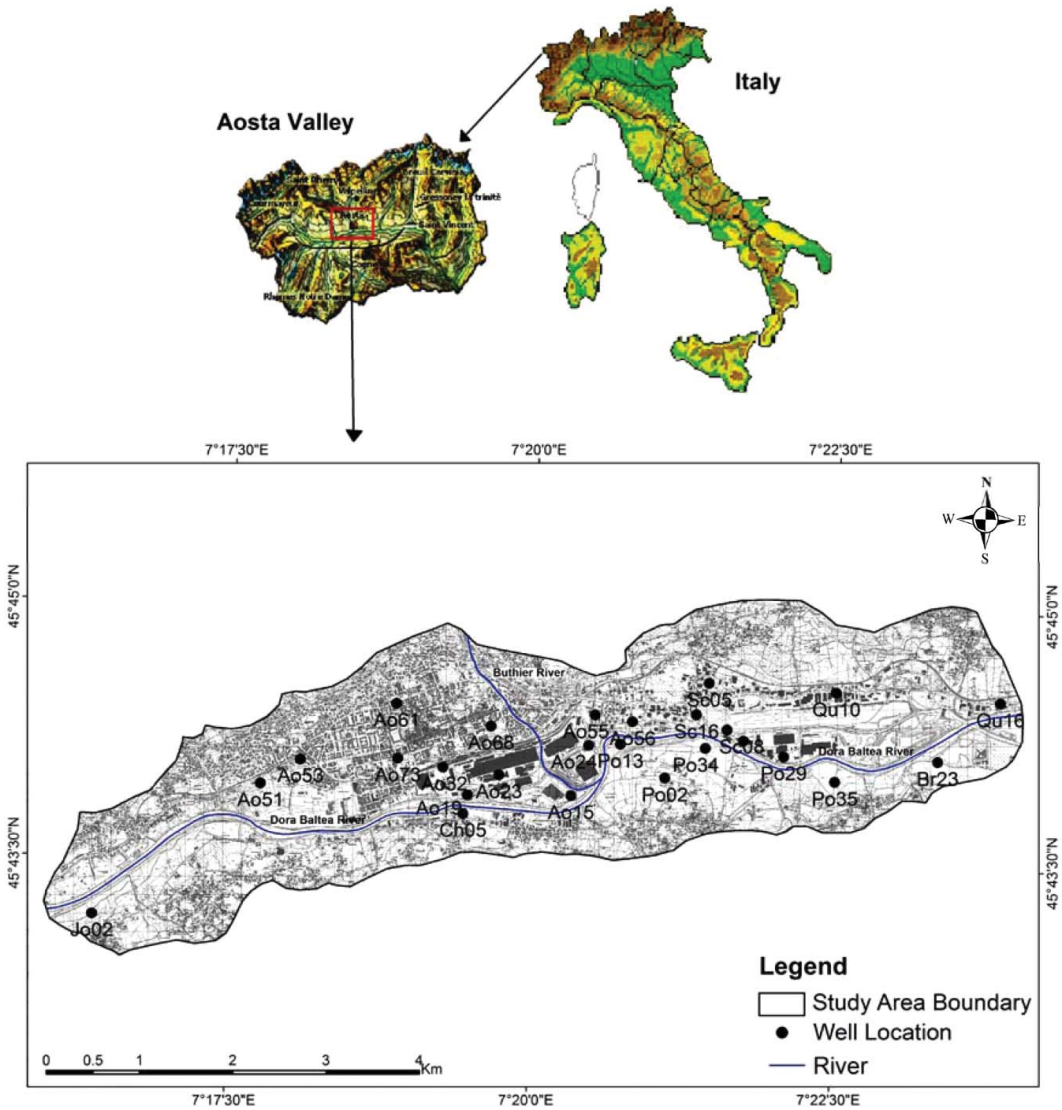 Italy
Aosta Valley
Saint Vincent
7°17'30"E
7°20'0"E
7°22'30"E
N
W
E
S
45°45'0"N
45°45'0"N
Buthier River
Sc05
Qu10
Qu16
Ao61
Ao68
Ao55
Ao56
Sc16
Sc08
Ao53
Ao73
Ao32
Ao24
Po13
Po34
Po29
Dora Baltea River
Ao51
Ao19
Ao23
Ao15
Po02
Po35
Br23
Dora Baltea River
Ch05
45°43'30"N
45°43'30"N
Jo02
Legend
Study Area Boundary
Well Location
River
0 0.5 1 2 3 4
Km
7°17'30"E
7°20'0"E
7°22'30"E